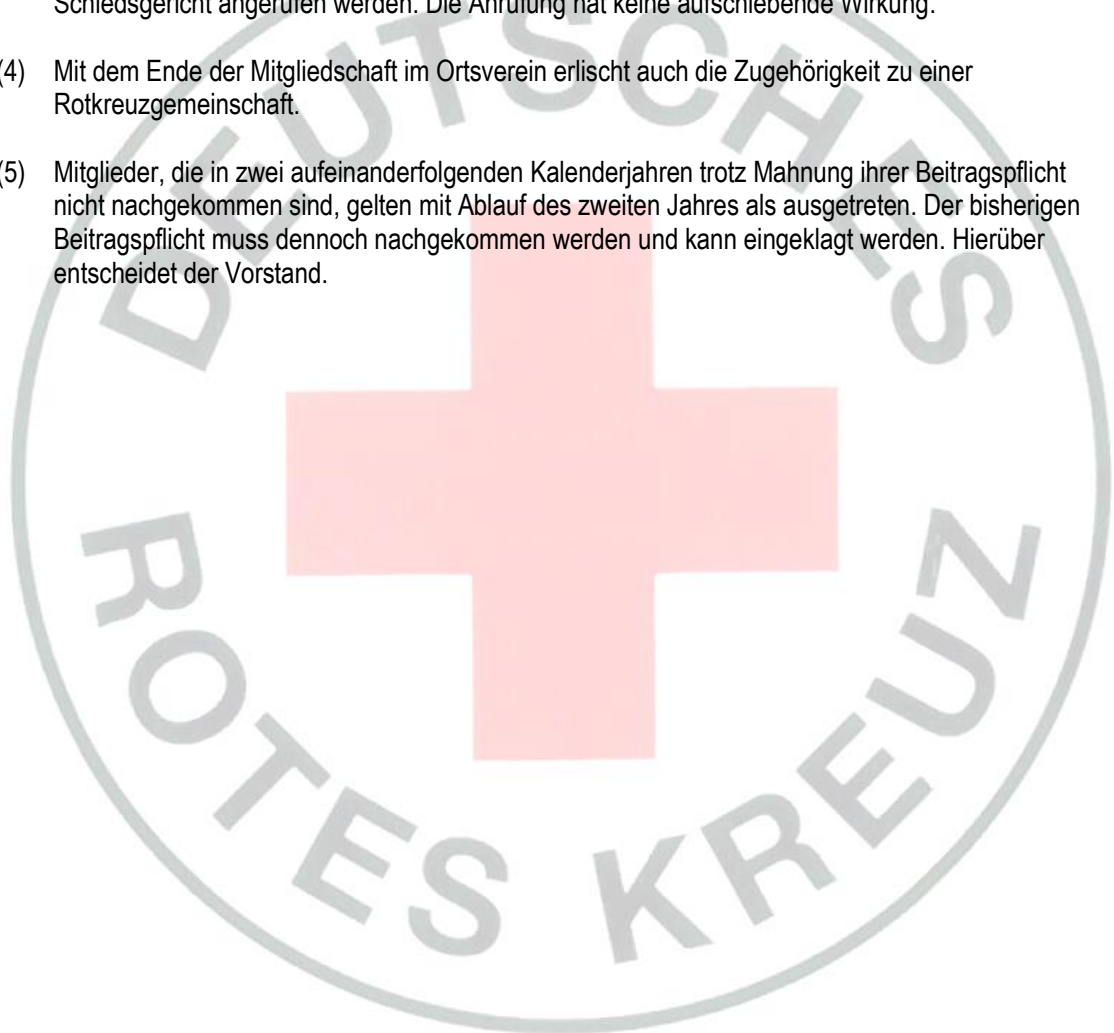 Schiedsgericht angerufen werden. Die Anrufung hat keine aufschiebende Wirkung.
(4) Mit dem Ende der Mitgliedschaft im Ortsverein erlischt auch die Zugehörigkeit zu einer
Rotkreuzgemeinschaft.
(5) Mitglieder, die in zwei aufeinanderfolgenden Kalenderjahren trotz Mahnung ihrer Beitragspflicht
nicht nachgekommen sind, gelten mit Ablauf des zweiten Jahres als ausgetreten. Der bisherigen
Beitragspflicht muss dennoch nachgekommen werden und kann eingeklagt werden. Hierüber
entscheidet der Vorstand.
DEUTSCHES
ROTES KREUZ